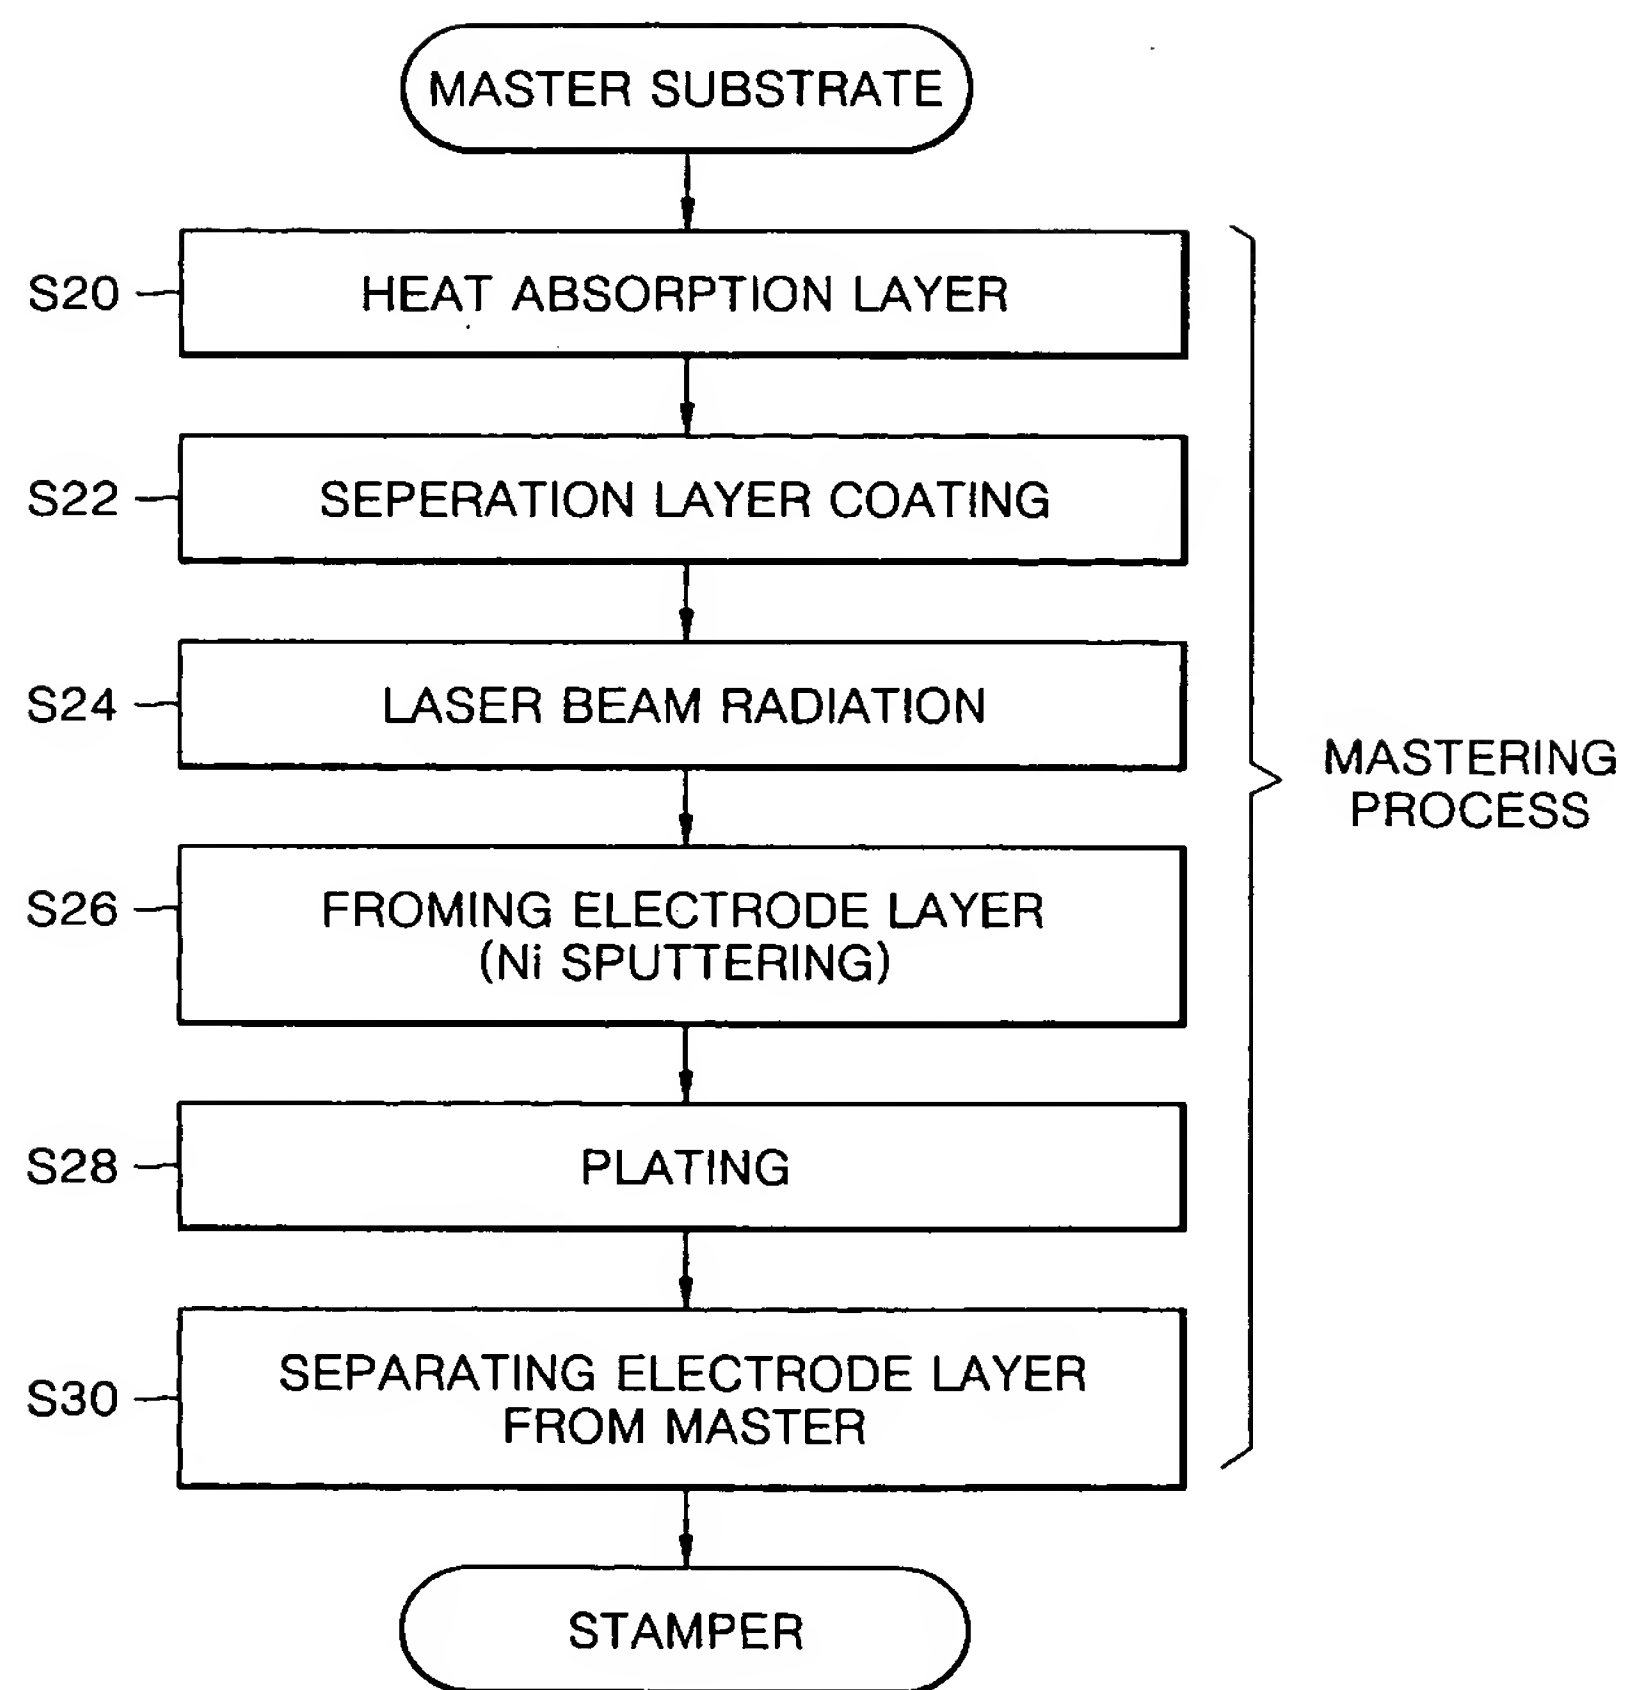 MASTER SUBSTRATE
S20
HEAT ABSORPTION LAYER
S22
SEPERATION LAYER COATING
S24
LASER BEAM RADIATION
MASTERING
PROCESS
S26
FROMING ELECTRODE LAYER
(Ni SPUTTERING)
S28
PLATING
S30
SEPARATING ELECTRODE LAYER
FROM MASTER
STAMPER